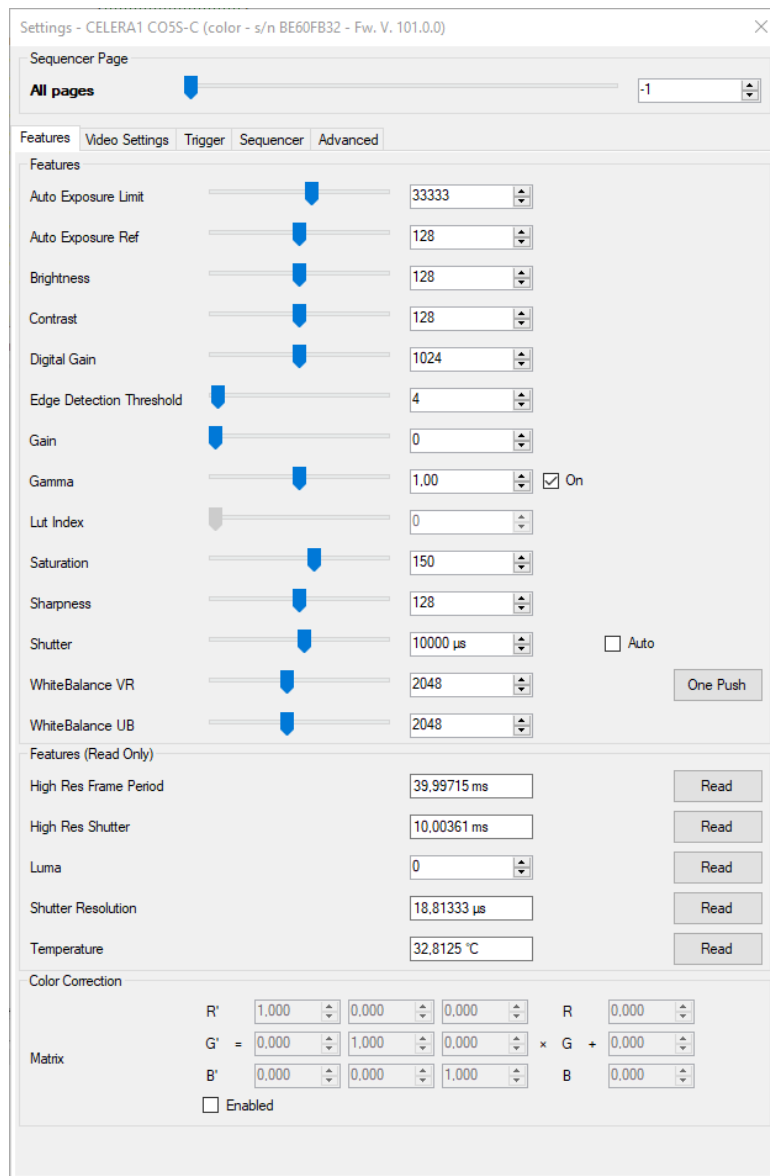 Settings - CELERA1 CO5S-C (color - s/n BE60FB32 - Fw. V. 101.0.0)
Sequencer Page
All pages -1
Features Video Settings Trigger Sequencer Advanced
Features
Auto Exposure Limit 33333
Auto Exposure Ref 128
Brightness 128
Contrast 128
Digital Gain 1024
Edge Detection Threshold 4
Gain 0
Gamma 1,00 On
Lut Index 0
Saturation 150
Sharpness 128
Shutter 10000 µs Auto
WhiteBalance VR 2048 One Push
WhiteBalance UB 2048
Features (Read Only)
High Res Frame Period 39,99715 ms Read
High Res Shutter 10,00361 ms Read
Luma 0 Read
Shutter Resolution 18,81333 µs Read
Temperature 32,8125 °C Read
Color Correction
R' 1,000 0,000 0,000 R 0,000
G' = 0,000 1,000 0,000 × G + 0,000
Matrix
B' 0,000 0,000 1,000 B 0,000
Enabled